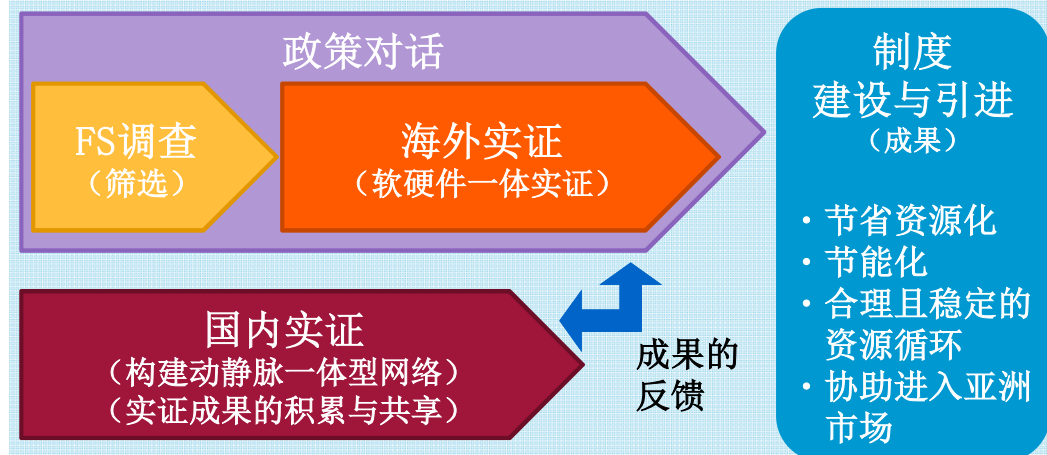 政策对话
FS调查
（筛选）
海外实证
（软硬件一体实证）
国内实证
（构建动静脉一体型网络）
（实证成果的积累与共享）
成果的
反馈
制度
建设与引进
（成果）
・节省资源化
・节能化
・合理且稳定的
资源循环
・协助进入亚洲
市场